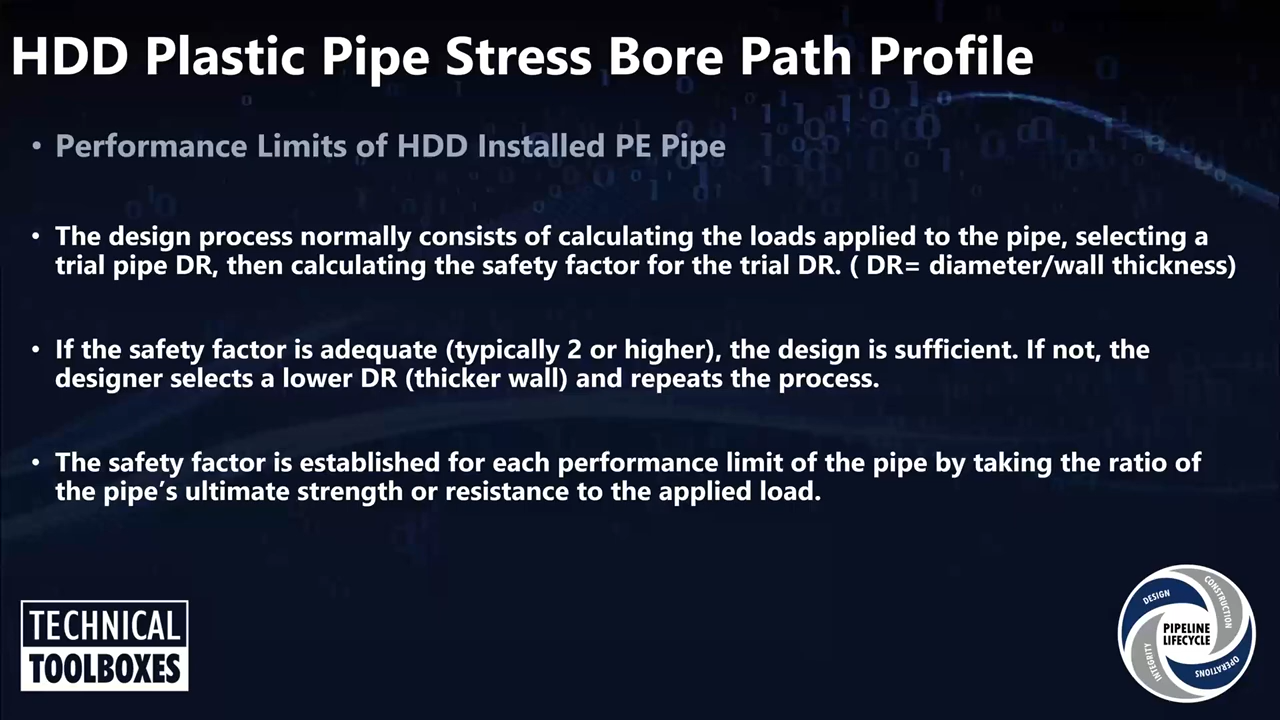 HDD Plastic Pipe Stress Bore Path Profile
• Performance Limits of HDD Installed PE Pipe
• The design process normally consists of calculating the loads applied to the pipe, selecting a
trial pipe DR, then calculating the safety factor for the trial DR. ( DR= diameter/wall thickness)
• If the safety factor is adequate (typically 2 or higher), the design is sufficient. If not, the
designer selects a lower DR (thicker wall) and repeats the process.
• The safety factor is established for each performance limit of the pipe by taking the ratio of
the pipe’s ultimate strength or resistance to the applied load.
TECHNICAL
TOOLBOXES
DESIGN
CONSTRUCTION
PIPELINE
LIFECYCLE
INTEGRITY
OPERATIONS